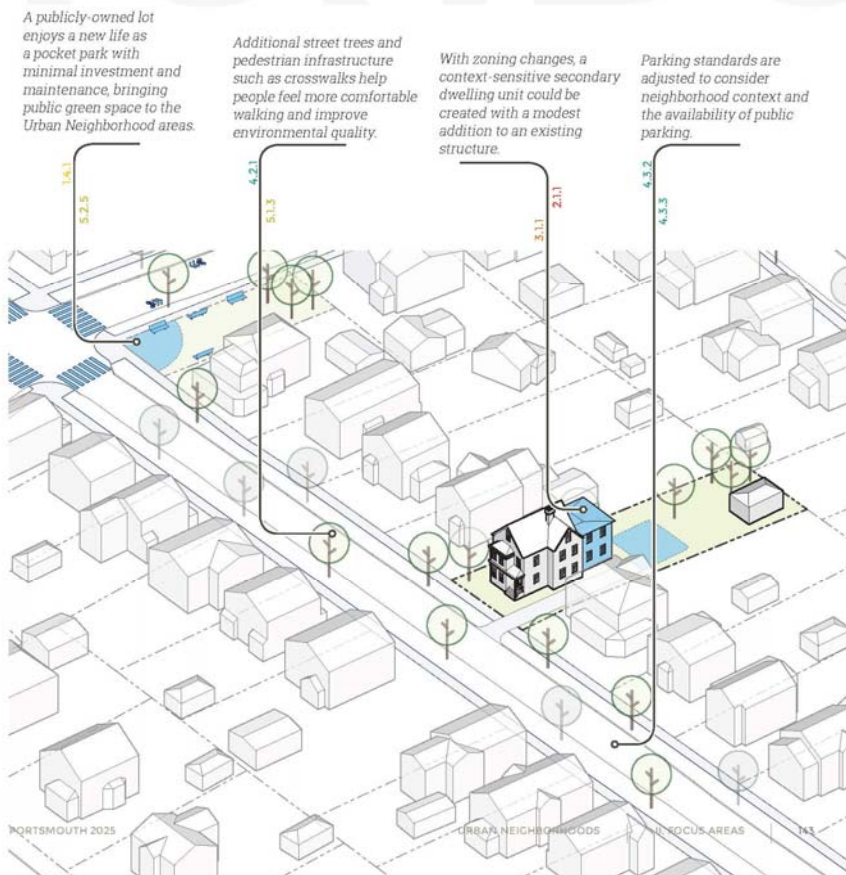 A publicly-owned lot
enjoys a new life as
a pocket park with
minimal investment and
maintenance, bringing
public green space to the
Urban Neighborhood areas.
Additional street trees and
pedestrian infrastructure
such as crosswalks help
people feel more comfortable
walking and improve
environmental quality.
With zoning changes, a
context-sensitive secondary
dwelling unit could be
created with a modest
addition to an existing
structure.
Parking standards are
adjusted to consider
neighborhood context and
the availability of public
parking.
1.4.1
5.2.5
4.2.1
5.1.3
3.1.1
2.1.1
4.3.2
4.3.3
PORTSMOUTH 2025
URBAN NEIGHBORHOODS
II. FOCUS AREAS
143